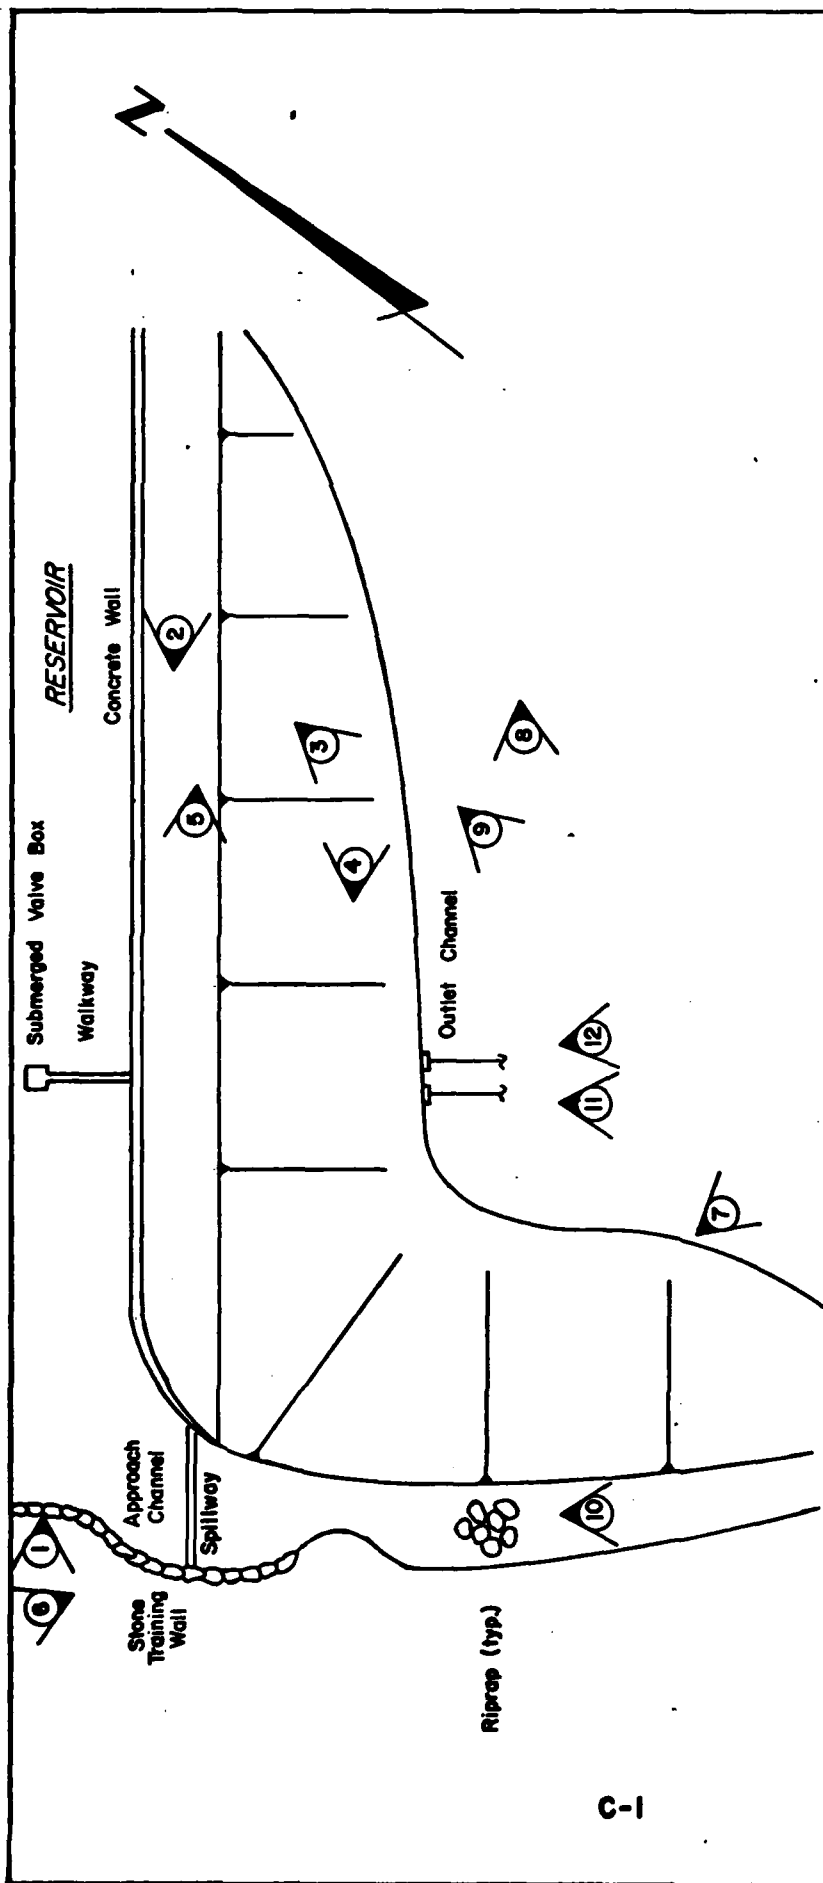 N
RESERVOIR
Submerged Valve Box
Walkway
Concrete Wall
2
3
5
4
8
9
Outlet Channel
12
11
7
Approach
Channel
Spillway
10
1
6
Stone
Training
Wall
Riprap (typ.)
C-1